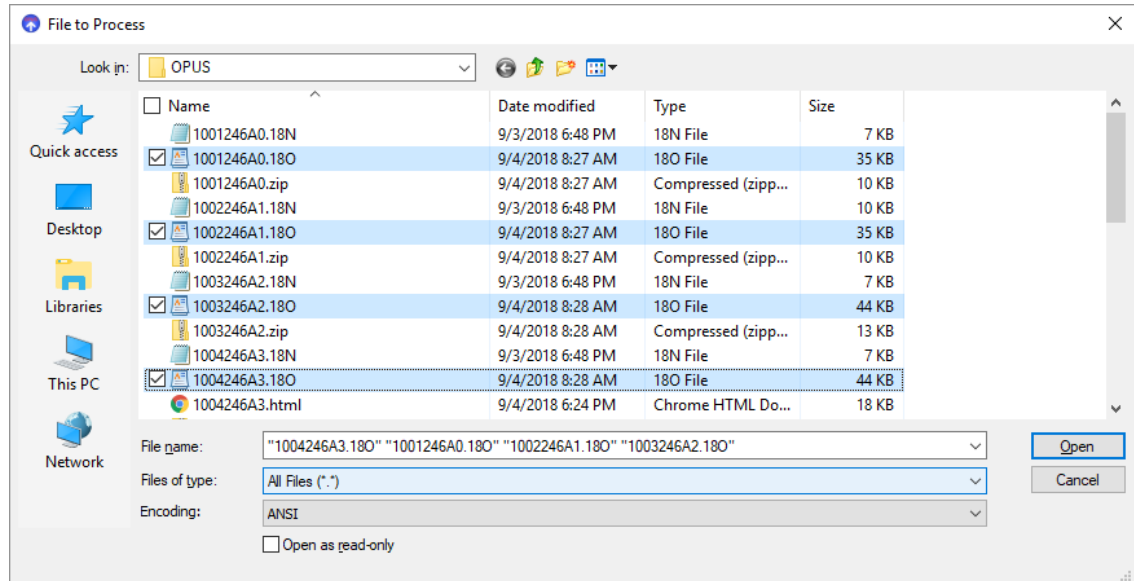 File to Process
Look in: OPUS
Name Date modified Type Size
1001246A0.18N 9/3/2018 6:48 PM 18N File 7 KB
1001246A0.18O 9/4/2018 8:27 AM 18O File 35 KB
1001246A0.zip 9/4/2018 8:27 AM Compressed (zipp... 10 KB
1002246A1.18N 9/3/2018 6:48 PM 18N File 10 KB
1002246A1.18O 9/4/2018 8:27 AM 18O File 35 KB
1002246A1.zip 9/4/2018 8:27 AM Compressed (zipp... 10 KB
1003246A2.18N 9/3/2018 6:48 PM 18N File 7 KB
1003246A2.18O 9/4/2018 8:28 AM 18O File 44 KB
1003246A2.zip 9/4/2018 8:28 AM Compressed (zipp... 13 KB
1004246A3.18N 9/3/2018 6:48 PM 18N File 7 KB
1004246A3.18O 9/4/2018 8:28 AM 18O File 44 KB
1004246A3.html 9/4/2018 6:24 PM Chrome HTML Do... 18 KB
Quick access
Desktop
Libraries
This PC
Network
File name: "1004246A3.18O" "1001246A0.18O" "1002246A1.18O" "1003246A2.18O" Open
Files of type: All Files (*.*) Cancel
Encoding: ANSI
Open as read-only